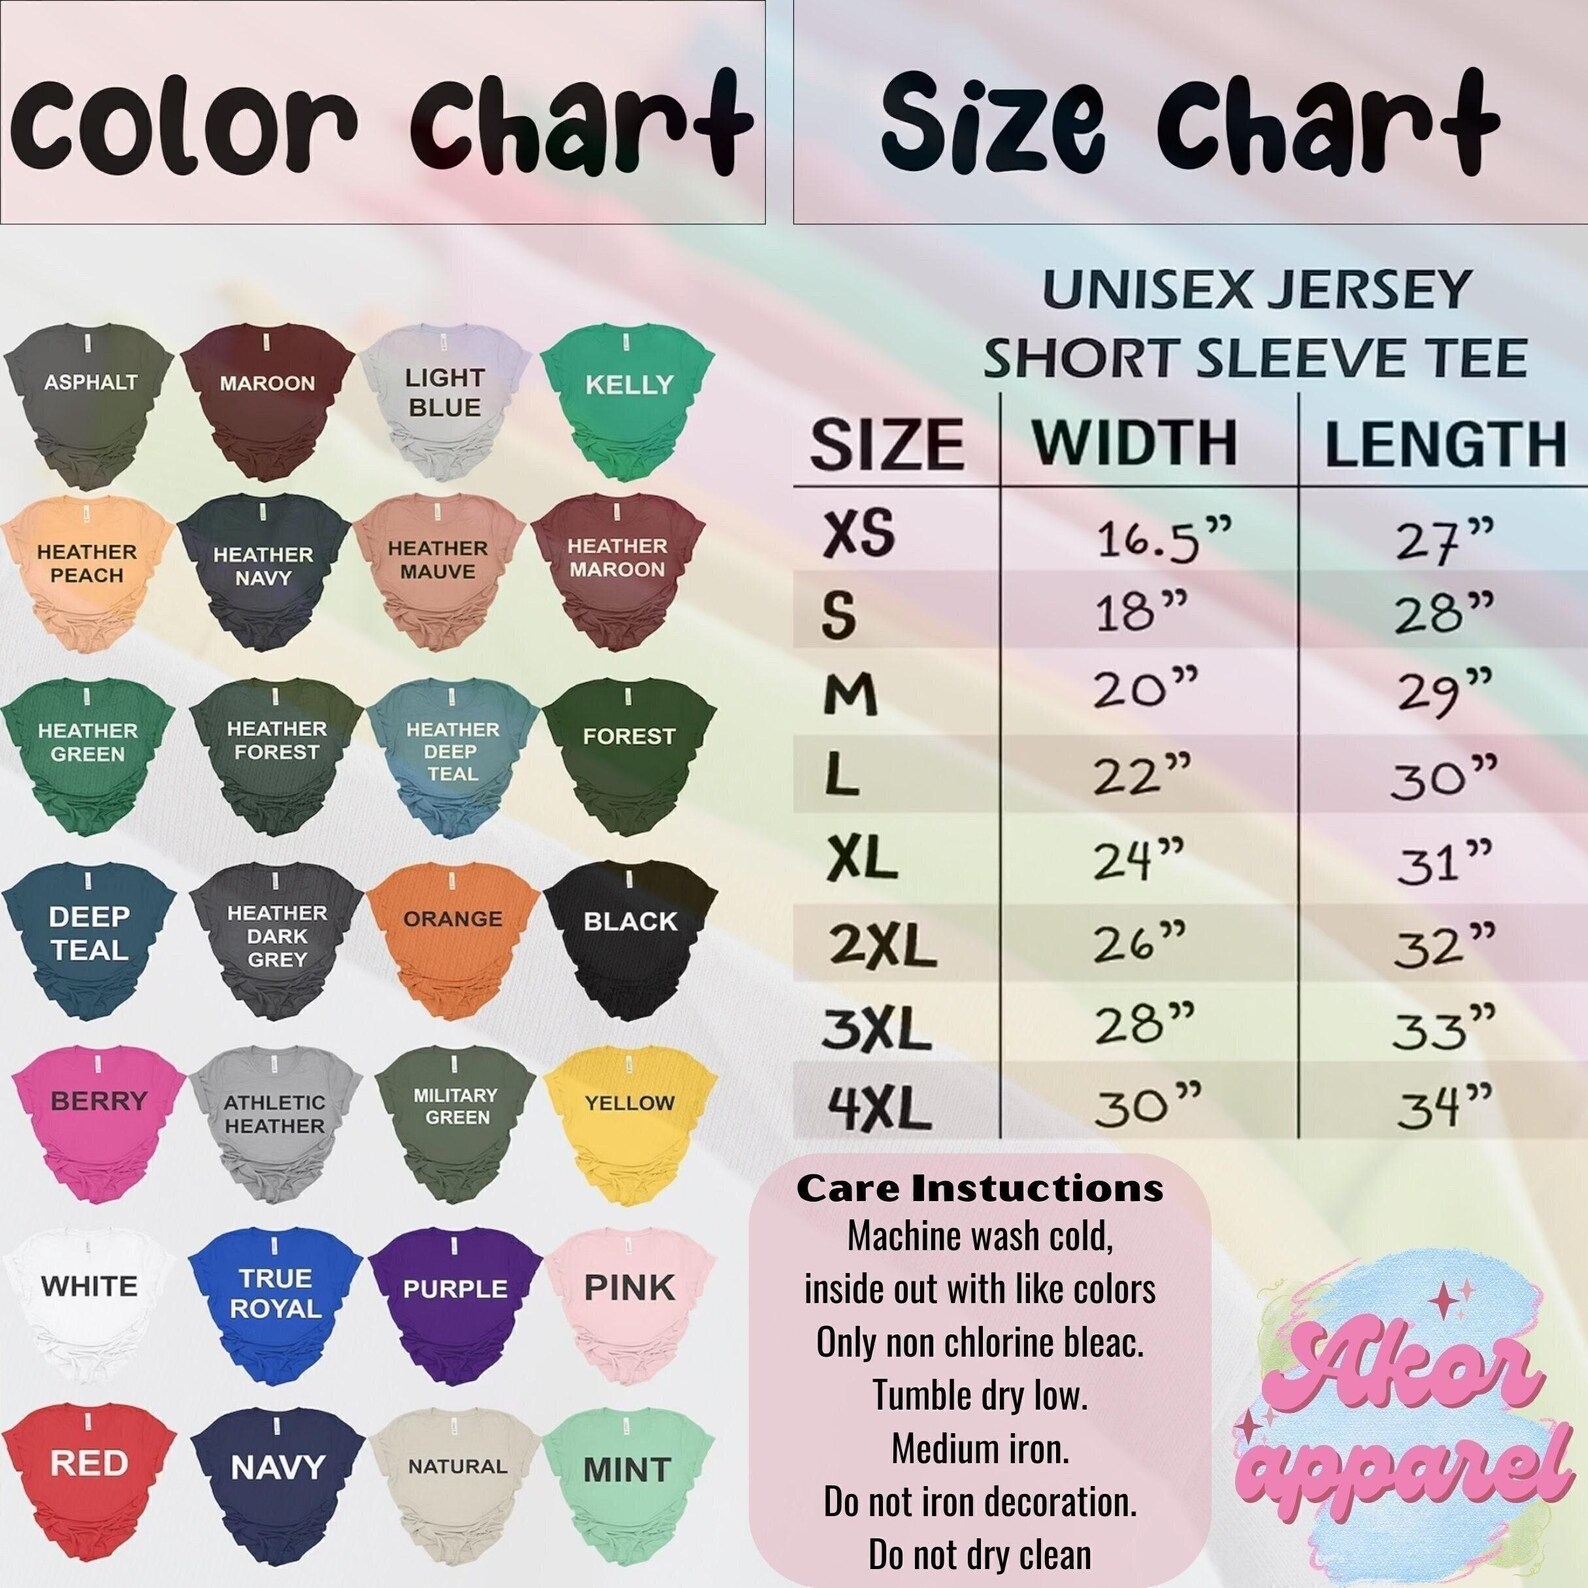 Color Chart
Size Chart
ASPHALT
MAROON
LIGHT
BLUE
KELLY
HEATHER
PEACH
HEATHER
NAVY
HEATHER
MAUVE
HEATHER
MAROON
HEATHER
GREEN
HEATHER
FOREST
HEATHER
DEEP
TEAL
FOREST
DEEP
TEAL
HEATHER
DARK
GREY
ORANGE
BLACK
BERRY
ATHLETIC
HEATHER
MILITARY
GREEN
YELLOW
WHITE
TRUE
ROYAL
PURPLE
PINK
RED
NAVY
NATURAL
MINT
UNISEX JERSEY
SHORT SLEEVE TEE
SIZE WIDTH LENGTH
XS 16.5” 27”
S 18” 28”
M 20” 29”
L 22” 30”
XL 24” 31”
2XL 26” 32”
3XL 28” 33”
4XL 30” 34”
Care Instuctions
Machine wash cold,
inside out with like colors
Only non chlorine bleac.
Tumble dry low.
Medium iron.
Do not iron decoration.
Do not dry clean
Akor
apparel